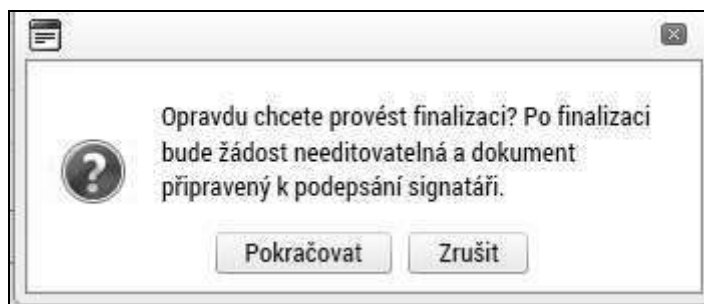 Opravdu chcete provést finalizaci? Po finalizaci
bude žádost needitovatelná a dokument
připravený k podepsání signatáři.
Pokračovat Zrušit